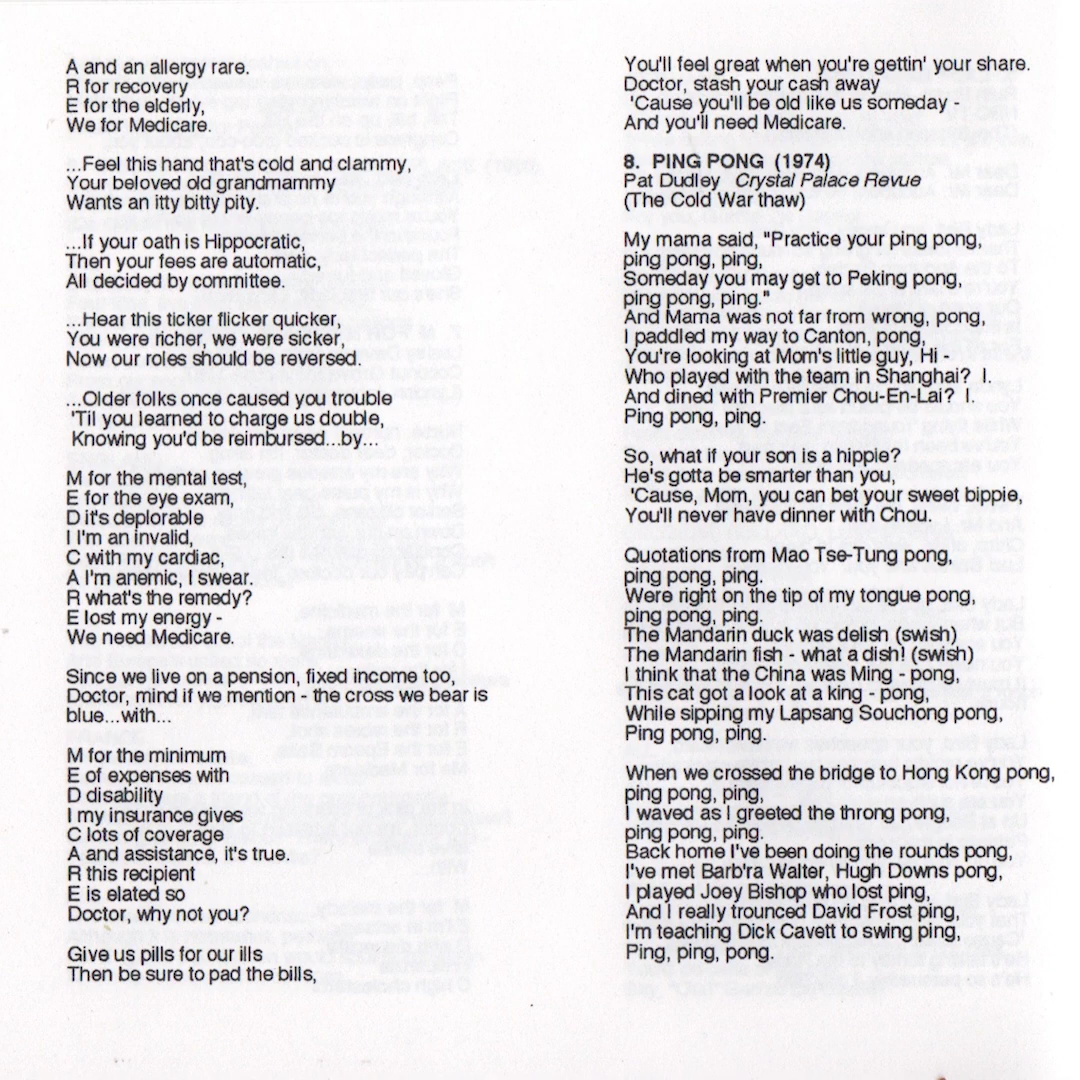 A and an allergy rare.
R for recovery
E for the elderly,
We for Medicare.
...Feel this hand that's cold and clammy,
Your beloved old grandmammy
Wants an itty bitty pity.
...If your oath is Hippocratic,
Then your fees are automatic,
All decided by committee.
...Hear this ticker flicker quicker,
You were richer, we were sicker,
Now our roles should be reversed.
...Older folks once caused you trouble
'Til you learned to charge us double,
Knowing you'd be reimbursed...by...
M for the mental test,
E for the eye exam,
D it's deplorable
I I'm an invalid,
C with my cardiac,
A I'm anemic, I swear.
R what's the remedy?
E lost my energy -
We need Medicare.
Since we live on a pension, fixed income too,
Doctor, mind if we mention - the cross we bear is
blue...with...
M for the minimum
E of expenses with
D disability
I my insurance gives
C lots of coverage
A and assistance, it's true.
R this recipient
E is elated so
Doctor, why not you?
Give us pills for our ills
Then be sure to pad the bills,
You'll feel great when you're gettin' your share.
Doctor, stash your cash away
'Cause you'll be old like us someday -
And you'll need Medicare.
8. PING PONG (1974)
Pat Dudley Crystal Palace Revue
(The Cold War thaw)
My mama said, "Practice your ping pong,
ping pong, ping,
Someday you may get to Peking pong,
ping pong, ping."
And Mama was not far from wrong, pong,
I paddled my way to Canton, pong,
You're looking at Mom's little guy, Hi -
Who played with the team in Shanghai? I.
And dined with Premier Chou-En-Lai? I.
Ping pong, ping.
So, what if your son is a hippie?
He's gotta be smarter than you,
'Cause, Mom, you can bet your sweet bippie,
You'll never have dinner with Chou.
Quotations from Mao Tse-Tung pong,
ping pong, ping.
Were right on the tip of my tongue pong,
ping pong, ping.
The Mandarin duck was delish (swish)
The Mandarin fish - what a dish! (swish)
I think that the China was Ming - pong,
This cat got a look at a king - pong,
While sipping my Lapsang Souchong pong,
Ping pong, ping.
When we crossed the bridge to Hong Kong pong,
ping pong, ping,
I waved as I greeted the throng pong,
ping pong, ping.
Back home I've been doing the rounds pong,
I've met Barb'ra Walter, Hugh Downs pong,
I played Joey Bishop who lost ping,
And I really trounced David Frost ping,
I'm teaching Dick Cavett to swing ping,
Ping, ping, pong.